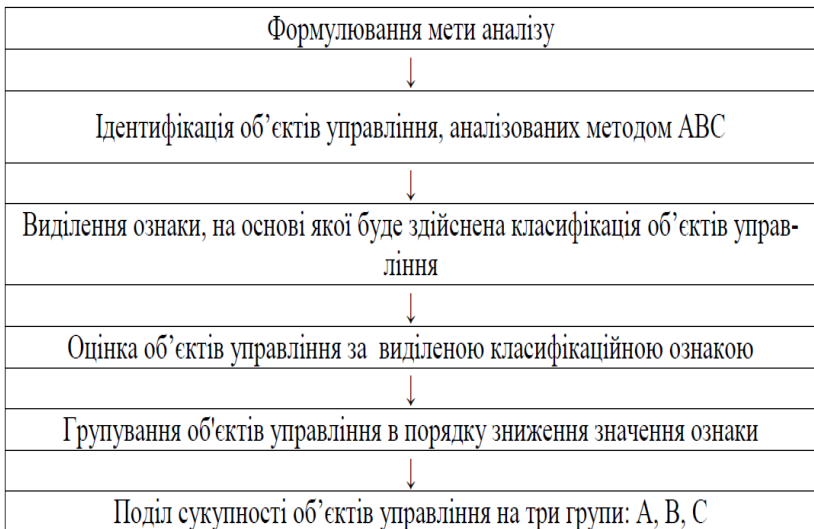 Формулювання мети аналізу
↓
Ідентифікація об’єктів управління, аналізованих методом АВС
↓
Виділення ознаки, на основі якої буде здійснена класифікація об’єктів управ-
ління
↓
Оцінка об’єктів управління за виділеною класифікаційною ознакою
↓
Групування об'єктів управління в порядку зниження значення ознаки
↓
Поділ сукупності об’єктів управління на три групи: А, В, С